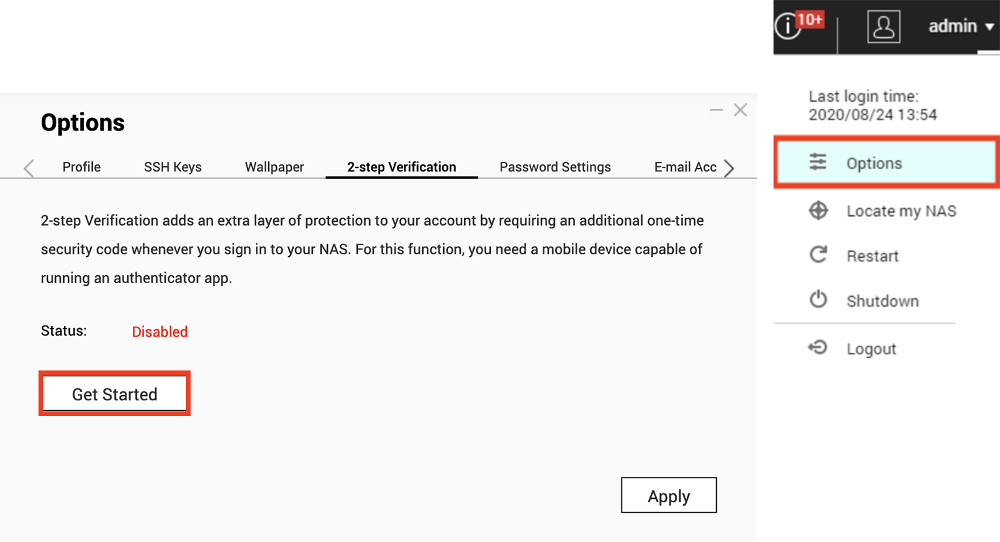 Options
Profile SSH Keys Wallpaper 2-step Verification Password Settings E-mail Acc
2-step Verification adds an extra layer of protection to your account by requiring an additional one-time
security code whenever you sign in to your NAS. For this function, you need a mobile device capable of
running an authenticator app.
Status: Disabled
Get Started
Apply
10+ admin
Last login time:
2020/08/24 13:54
Options
Locate my NAS
Restart
Shutdown
Logout